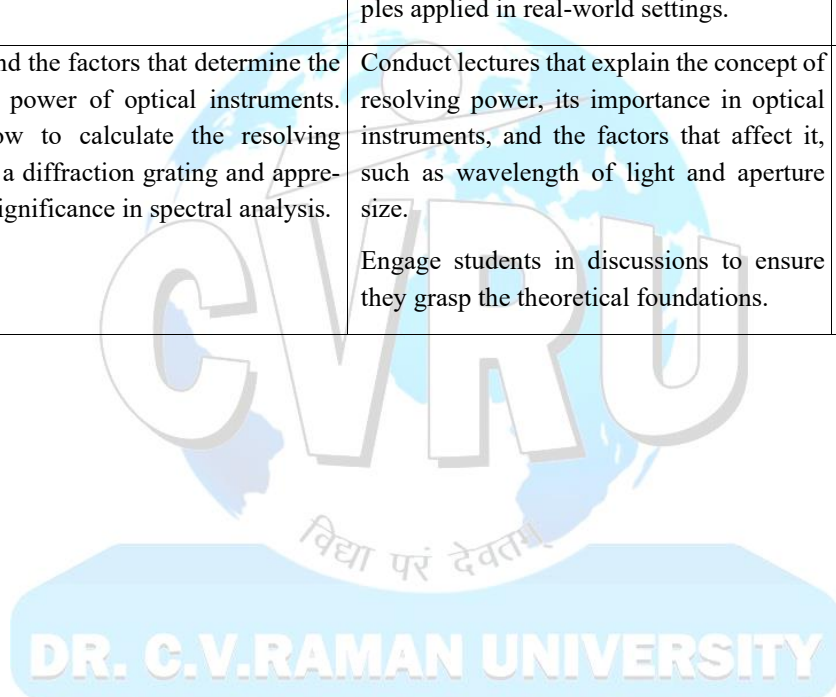 ples applied in real-world settings.
nd the factors that determine the
power of optical instruments.
ow to calculate the resolving
a diffraction grating and appre-
ignificance in spectral analysis.
Conduct lectures that explain the concept of
resolving power, its importance in optical
instruments, and the factors that affect it,
such as wavelength of light and aperture
size.
Engage students in discussions to ensure
they grasp the theoretical foundations.
CVRU
विद्या परं देवतम्
DR. C.V.RAMAN UNIVERSITY